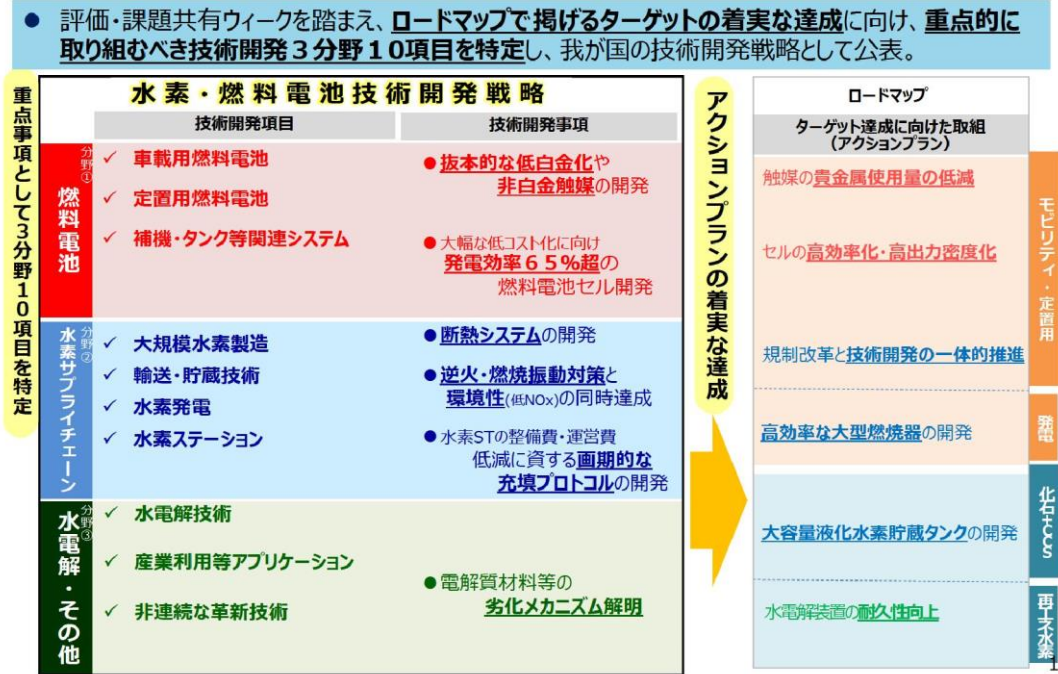 ● 評価・課題共有ウィークを踏まえ、ロードマップで掲げるターゲットの着実な達成に向け、重点的に
取り組むべき技術開発３分野１０項目を特定し、我が国の技術開発戦略として公表。
重点事項として３分野１０項目を特定
水素・燃料電池技術開発戦略
技術開発項目
技術開発事項
分野①
燃料電池
✓ 車載用燃料電池
✓ 定置用燃料電池
✓ 補機・タンク等関連システム
●抜本的な低白金化や
非白金触媒の開発
●大幅な低コスト化に向け
発電効率６５％超の
燃料電池セル開発
分野②
水素サプライチェーン
✓ 大規模水素製造
✓ 輸送・貯蔵技術
✓ 水素発電
✓ 水素ステーション
●断熱システムの開発
●逆火・燃焼振動対策と
環境性(低NOx)の同時達成
●水素STの整備費・運営費
低減に資する画期的な
充填プロトコルの開発
分野③
水電解・その他
✓ 水電解技術
✓ 産業利用等アプリケーション
✓ 非連続な革新技術
●電解質材料等の
劣化メカニズム解明
アクションプランの着実な達成
ロードマップ
ターゲット達成に向けた取組
（アクションプラン）
触媒の貴金属使用量の低減
セルの高効率化・高出力密度化
規制改革と技術開発の一体的推進
高効率な大型燃焼器の開発
大容量液化水素貯蔵タンクの開発
水電解装置の耐久性向上
モビリティ・定置用
発電
化石+CCS
再エネ水素
1